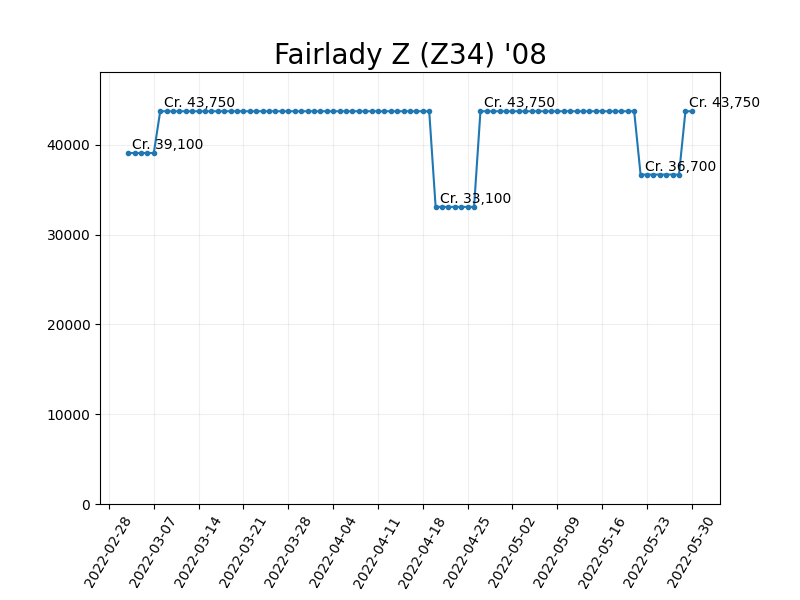 Fairlady Z (Z34) '08
Cr. 43,750
Cr. 43,750
Cr. 43,750
Cr. 39,100
Cr. 36,700
Cr. 33,100
40000
30000
20000
10000
0
2022-02-28
2022-03-07
2022-03-14
2022-03-21
2022-03-28
2022-04-04
2022-04-11
2022-04-18
2022-04-25
2022-05-02
2022-05-09
2022-05-16
2022-05-23
2022-05-30